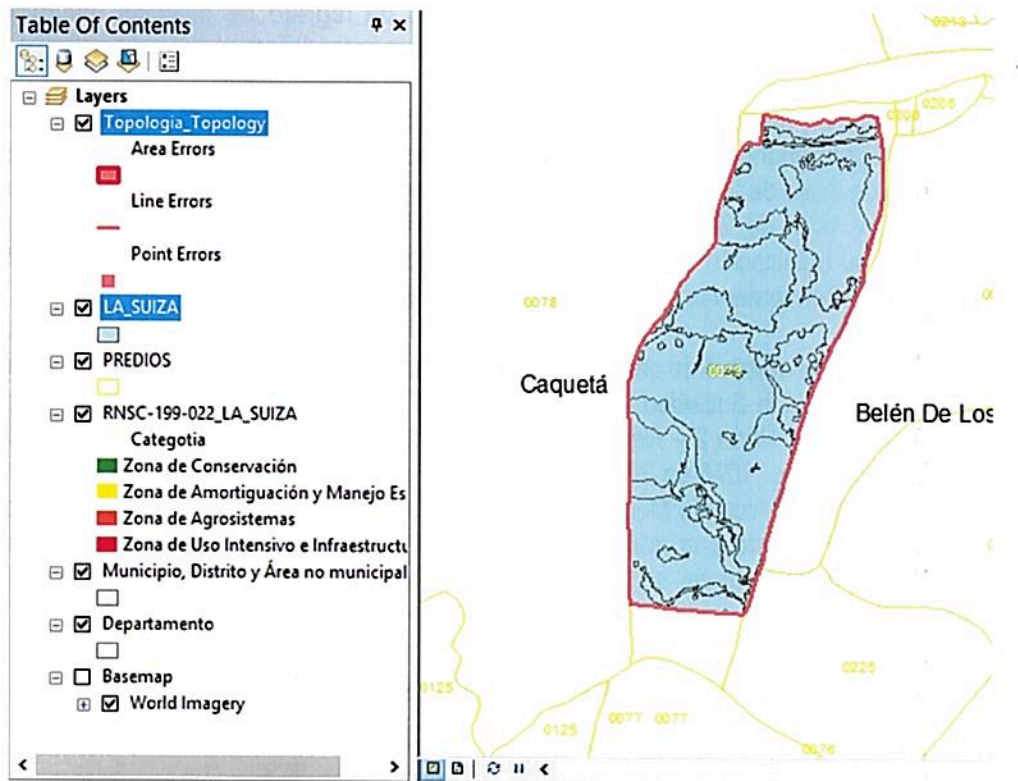 Table Of Contents
Layers
Topologia_Topology
Area Errors
Line Errors
Point Errors
LA_SUIZA
PREDIOS
RNSC-199-022_LA_SUIZA
Categotia
Zona de Conservación
Zona de Amortiguación y Manejo Es
Zona de Agrosistemas
Zona de Uso Intensivo e Infraestructu
Municipio, Distrito y Área no municipal
Departamento
Basemap
World Imagery
0213
0205
0078
Caquetá
Belén De Los
0225
0125
0125
0077 0077
0076